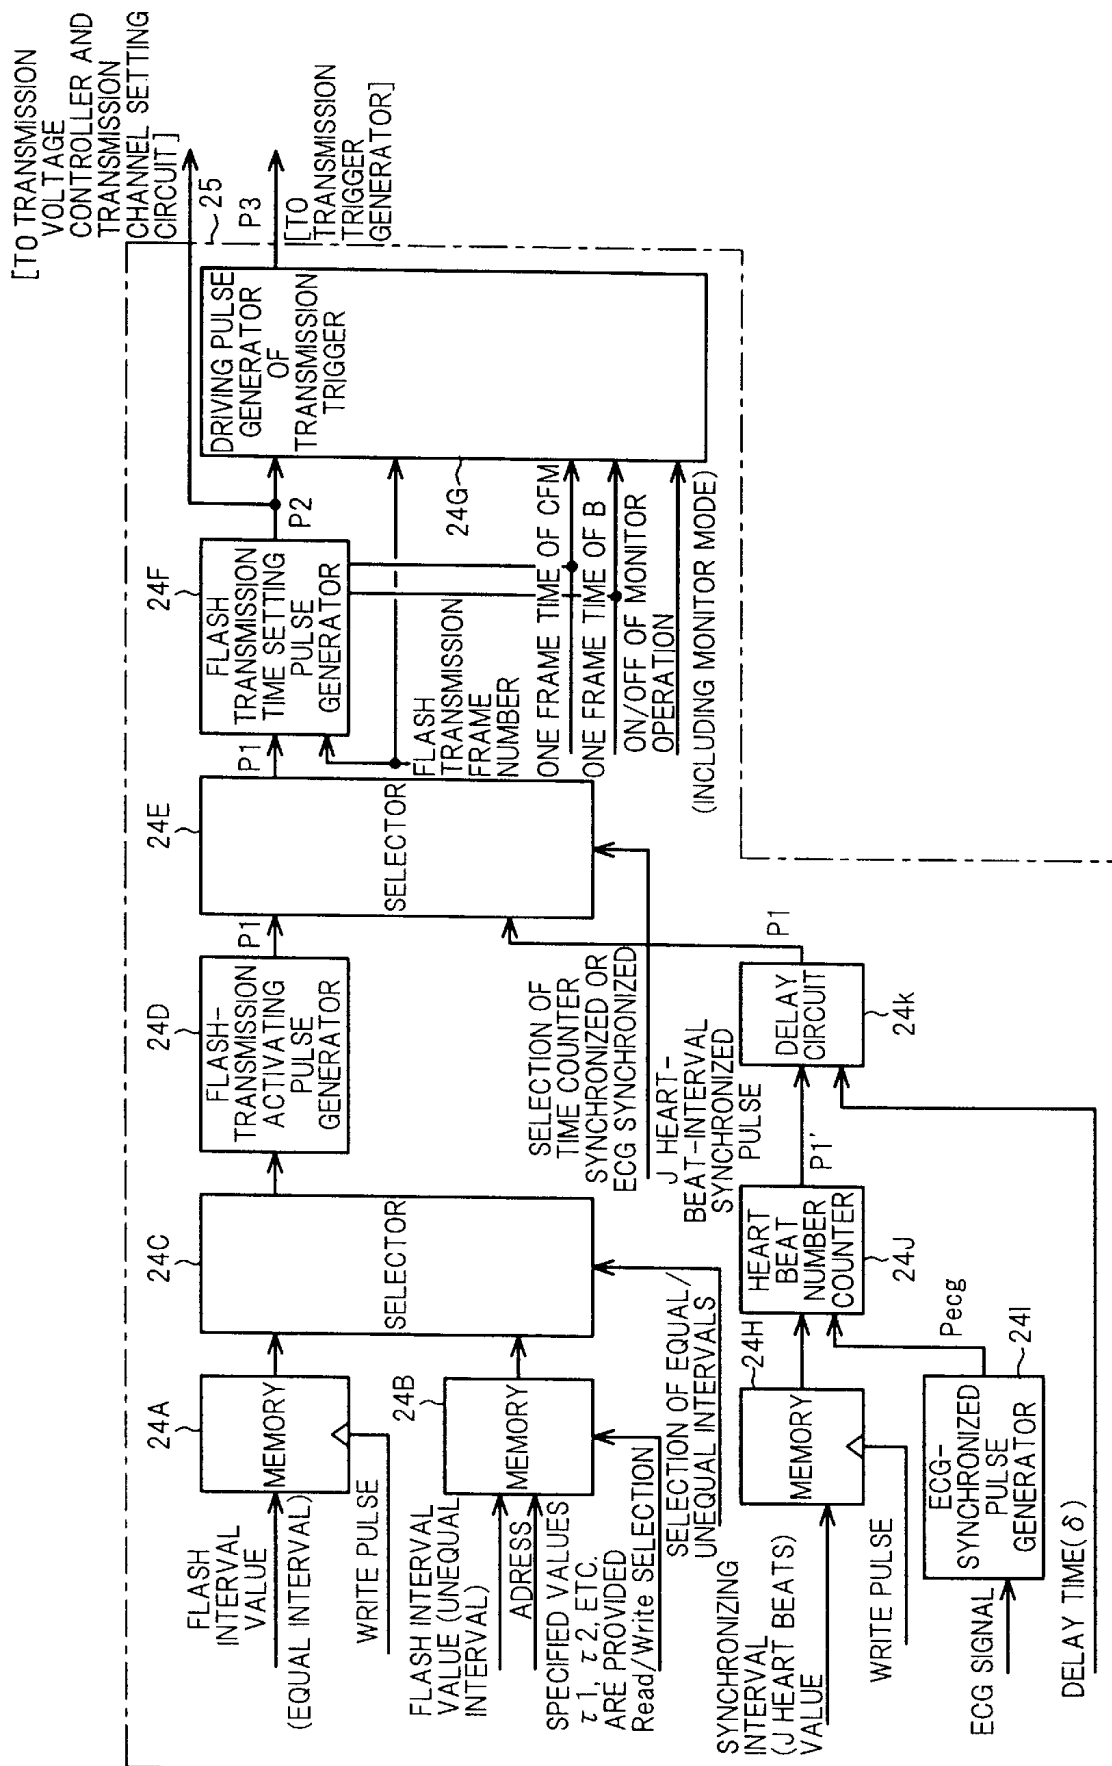 [TO TRANSMISSION
VOLTAGE
CONTROLLER AND
TRANSMISSION
CHANNEL SETTING
CIRCUIT]
25
P3
[TO
TRANSMISSION
TRIGGER
GENERATOR]
24A
MEMORY
FLASH
INTERVAL
VALUE
(EQUAL INTERVAL)
WRITE PULSE
24B
MEMORY
FLASH INTERVAL
VALUE (UNEQUAL
INTERVAL)
ADRESS
SPECIFIED VALUES
τ1, τ2, ETC.
ARE PROVIDED
Read/Write SELECTION
24C
SELECTOR
SELECTION OF EQUAL/
UNEQUAL INTERVALS
24D
FLASH-
TRANSMISSION
ACTIVATING
PULSE
GENERATOR
P1
24E
SELECTOR
SELECTION OF
TIME COUNTER
SYNCHRONIZED OR
ECG SYNCHRONIZED
P1
24F
FLASH
TRANSMISSION
TIME SETTING
PULSE
GENERATOR
P2
FLASH
TRANSMISSION
FRAME
NUMBER
DRIVING PULSE
GENERATOR
OF
TRANSMISSION
TRIGGER
24G
ONE FRAME TIME OF CFM
ONE FRAME TIME OF B
ON/OFF OF MONITOR
OPERATION
(INCLUDING MONITOR MODE)
24H
MEMORY
SYNCHRONIZING
INTERVAL
(J HEART BEATS)
VALUE
WRITE PULSE
24I
ECG-
SYNCHRONIZED
PULSE
GENERATOR
ECG SIGNAL
Pecg
HEART
BEAT
NUMBER
COUNTER
24J
P1'
J HEART-
BEAT-INTERVAL
SYNCHRONIZED
PULSE
DELAY
CIRCUIT
24k
P1
DELAY TIME(δ)